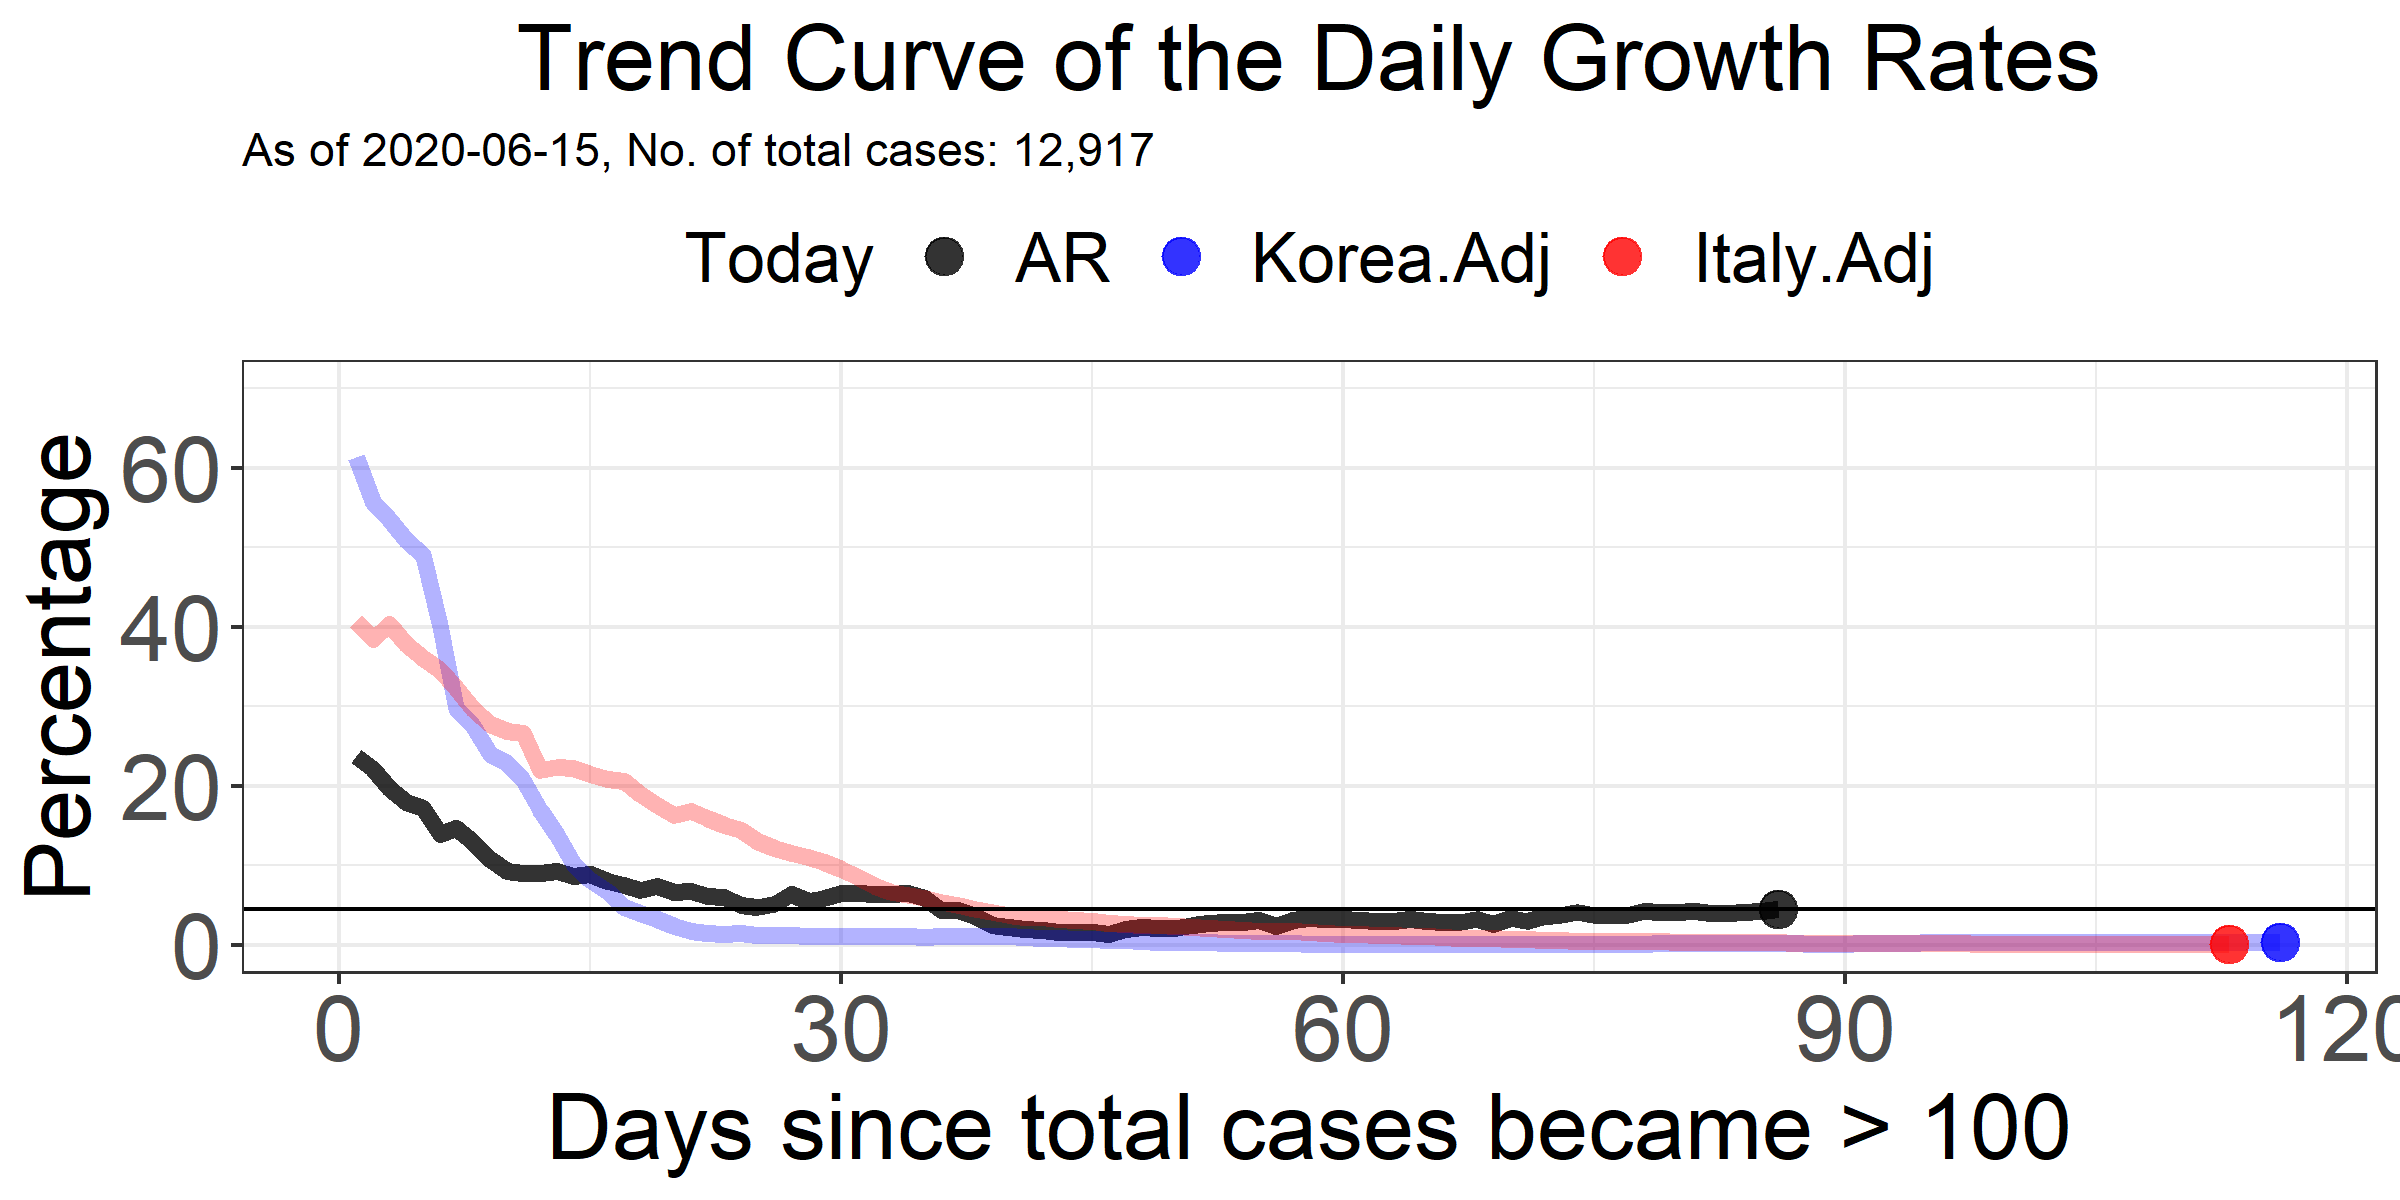 Trend Curve of the Daily Growth Rates
As of 2020-06-15, No. of total cases: 12,917
Today AR Korea.Adj Italy.Adj
Percentage
60
40
20
0
0 30 60 90 120
Days since total cases became > 100